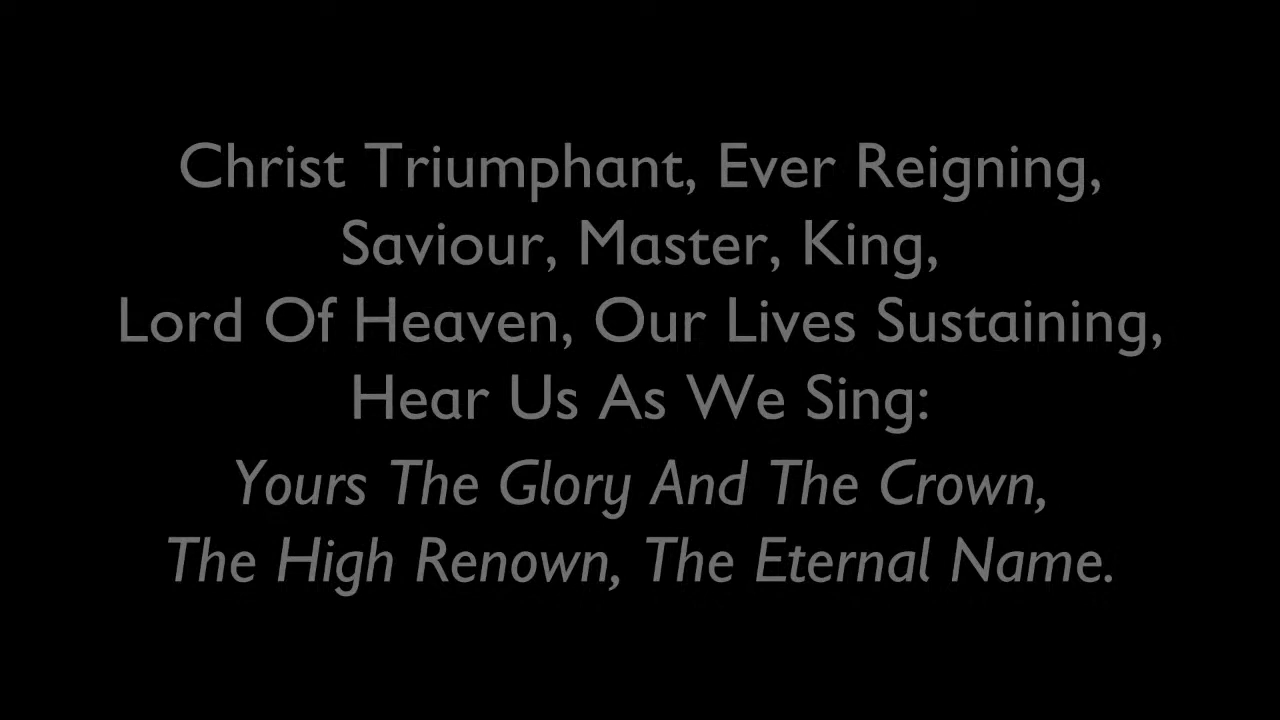 Christ Triumphant, Ever Reigning,
Saviour, Master, King,
Lord Of Heaven, Our Lives Sustaining,
Hear Us As We Sing:
Yours The Glory And The Crown,
The High Renown, The Eternal Name.